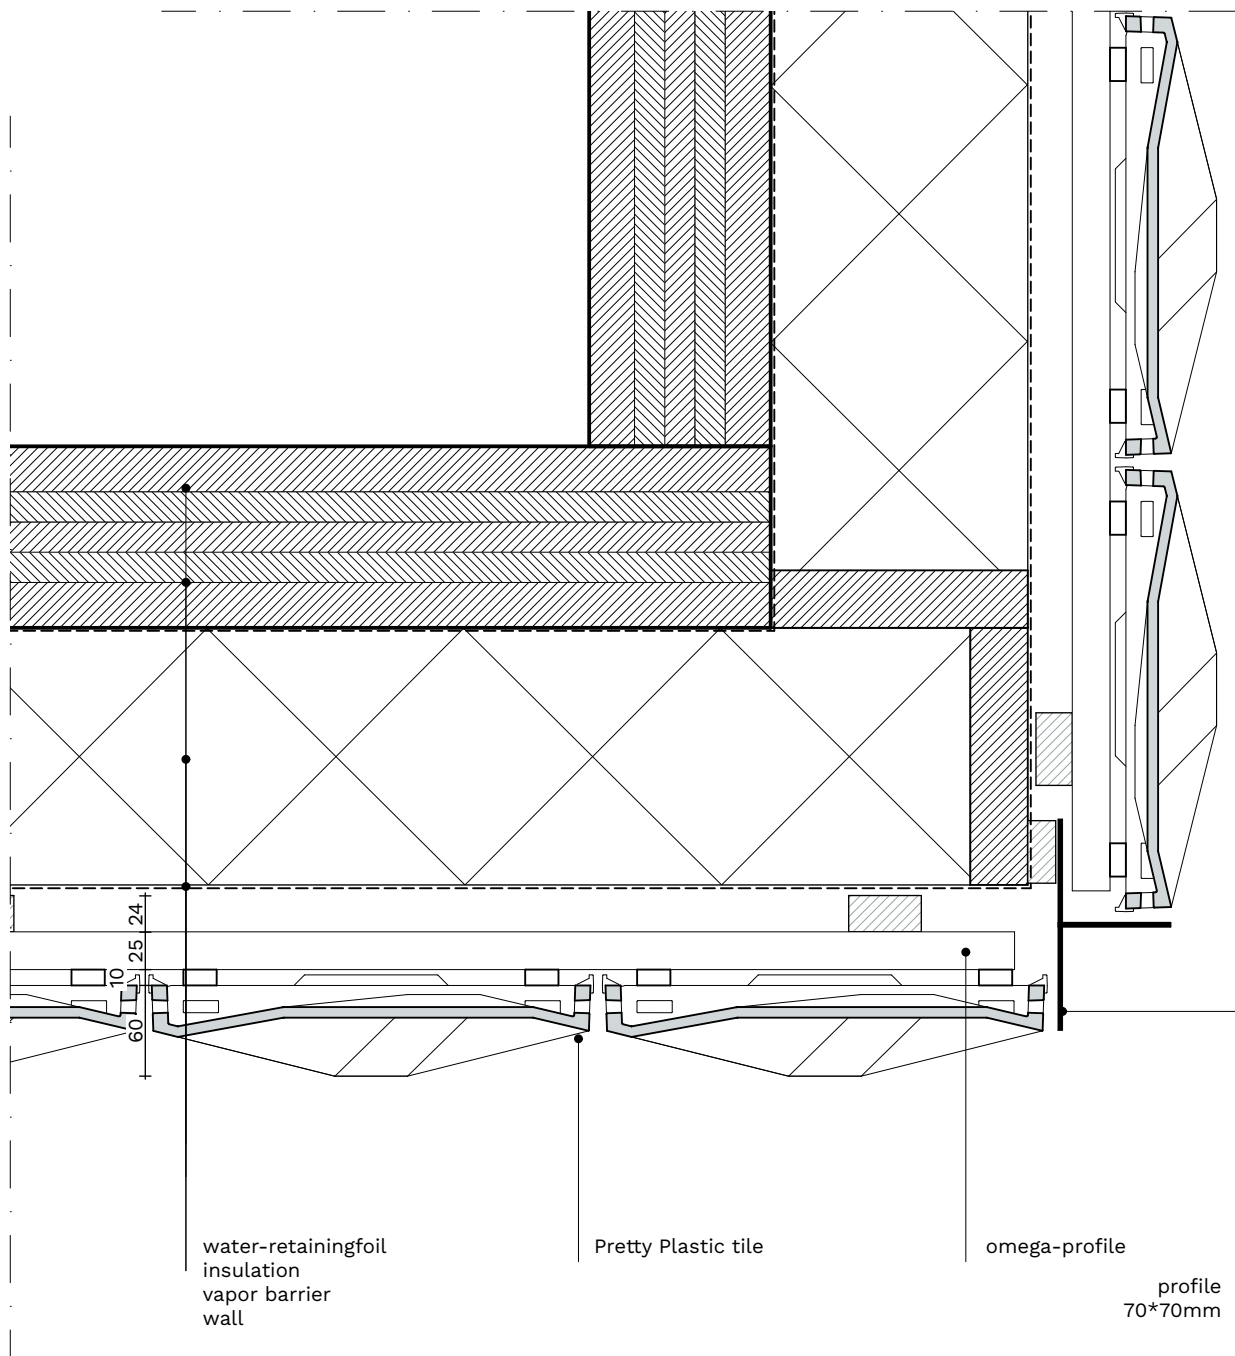 24
25
10
60
water-retainingfoil
insulation
vapor barrier
wall
Pretty Plastic tile
omega-profile
profile
70*70mm